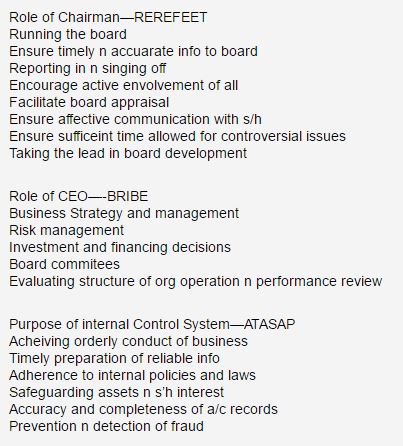 Role of Chairman—REREFEET
Running the board
Ensure timely n accuarate info to board
Reporting in n singing off
Encourage active envolvement of all
Facilitate board appraisal
Ensure affective communication with s/h
Ensure sufficeint time allowed for controversial issues
Taking the lead in board development
Role of CEO—-BRIBE
Business Strategy and management
Risk management
Investment and financing decisions
Board commitees
Evaluating structure of org operation n performance review
Purpose of internal Control System—ATASAP
Acheiving orderly conduct of business
Timely preparation of reliable info
Adherence to internal policies and laws
Safeguarding assets n s'h interest
Accuracy and completeness of a/c records
Prevention n detection of fraud